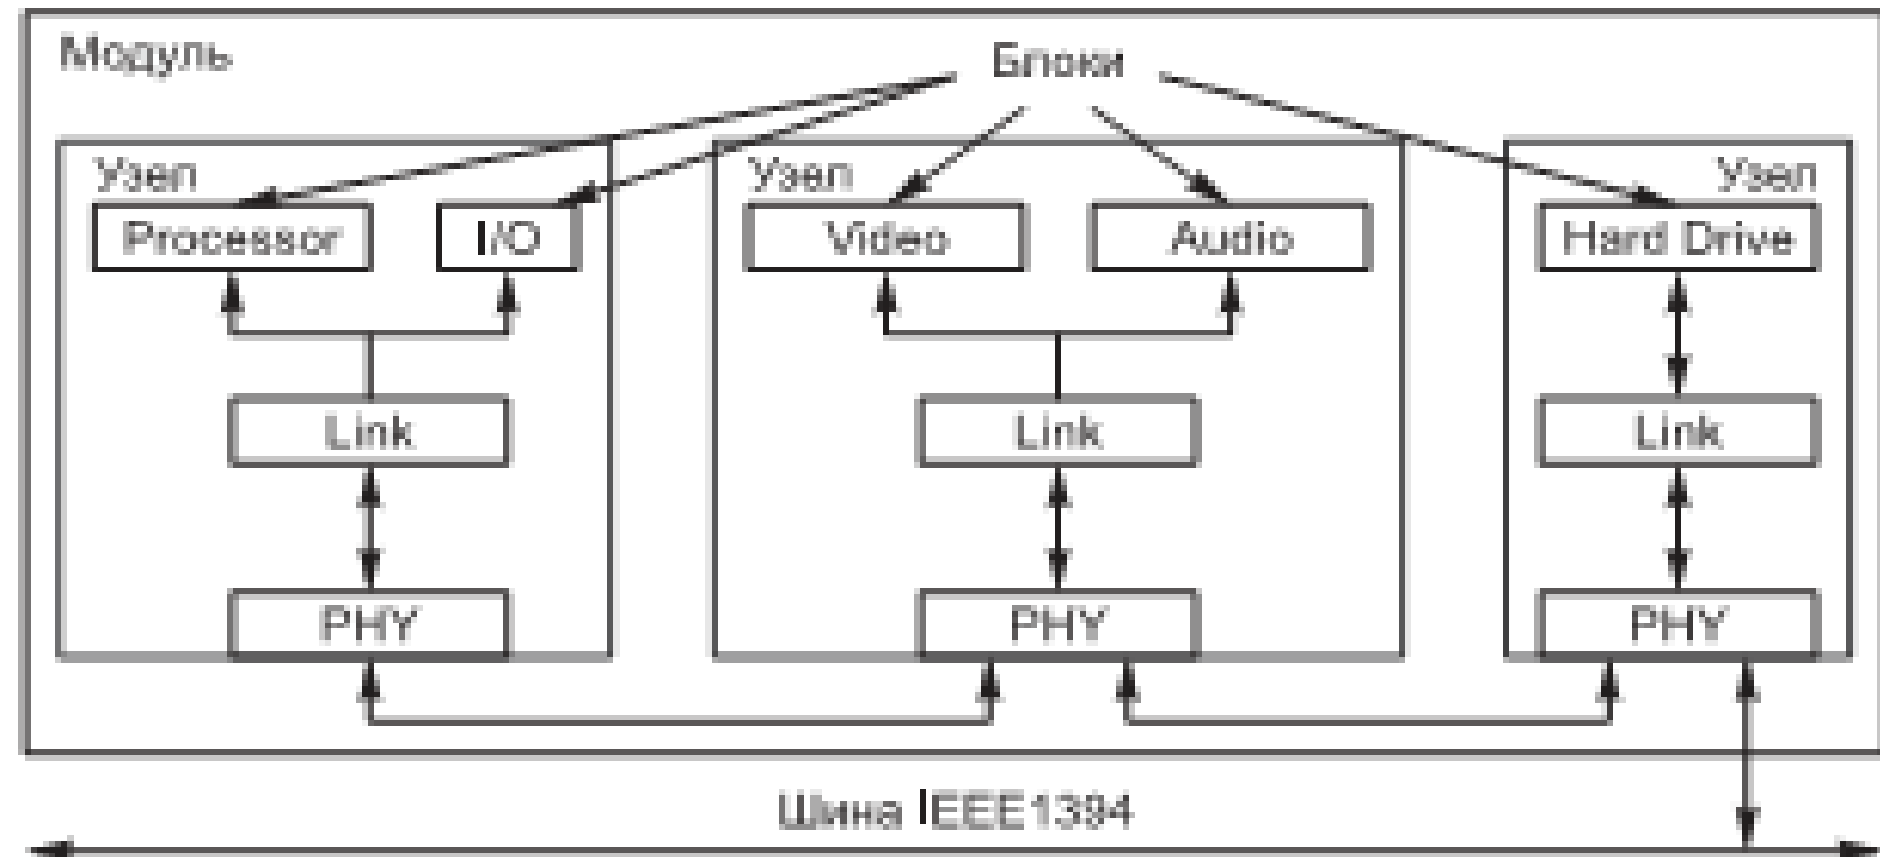 Модуль
Блоки
Узел
Узел
Узел
Processor
I/O
Video
Audio
Hard Drive
Link
Link
Link
PHY
PHY
PHY
Шина IEEE1394